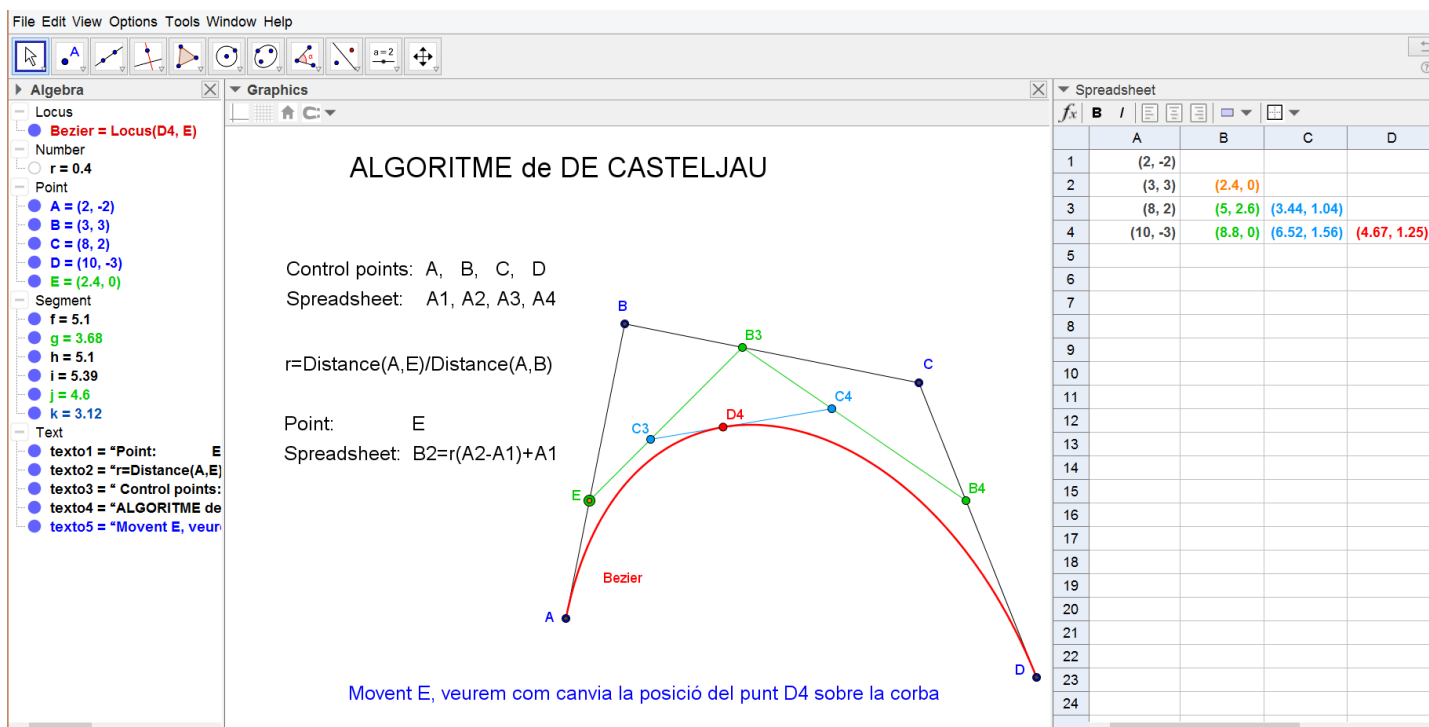 File Edit View Options Tools Window Help
A
a=2
Algebra
Locus
Bezier = Locus(D4, E)
Number
r = 0.4
Point
A = (2, -2)
B = (3, 3)
C = (8, 2)
D = (10, -3)
E = (2.4, 0)
Segment
f = 5.1
g = 3.68
h = 5.1
i = 5.39
j = 4.6
k = 3.12
Text
texto1 = “Point: E
texto2 = “r=Distance(A,E)
texto3 = “ Control points:
texto4 = “ALGORITME de
texto5 = “Movent E, veure
Graphics
ALGORITME de DE CASTELJAU
Control points: A, B, C, D
Spreadsheet: A1, A2, A3, A4
r=Distance(A,E)/Distance(A,B)
Point: E
Spreadsheet: B2=r(A2-A1)+A1
B
B3
C
C4
D4
C3
E
B4
Bezier
A
D
Movent E, veurem com canvia la posició del punt D4 sobre la corba
Spreadsheet
fx B I
A B C D
1 (2, -2)
2 (3, 3) (2.4, 0)
3 (8, 2) (5, 2.6) (3.44, 1.04)
4 (10, -3) (8.8, 0) (6.52, 1.56) (4.67, 1.25)
5
6
7
8
9
10
11
12
13
14
15
16
17
18
19
20
21
22
23
24